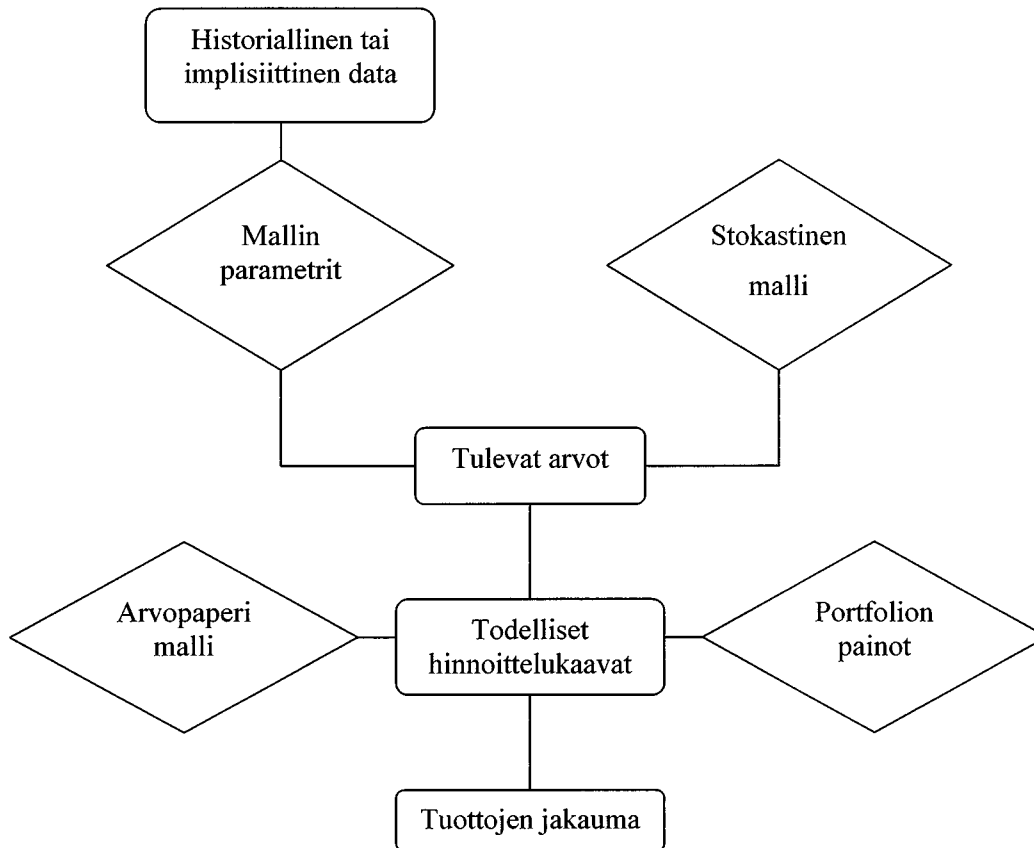 Historiallinen tai
implisiittinen data
Mallin
parametrit
Stokastinen
malli
Tulevat arvot
Arvopaperi
malli
Todelliset
hinnoittelukaavat
Portfolion
painot
Tuottojen jakauma